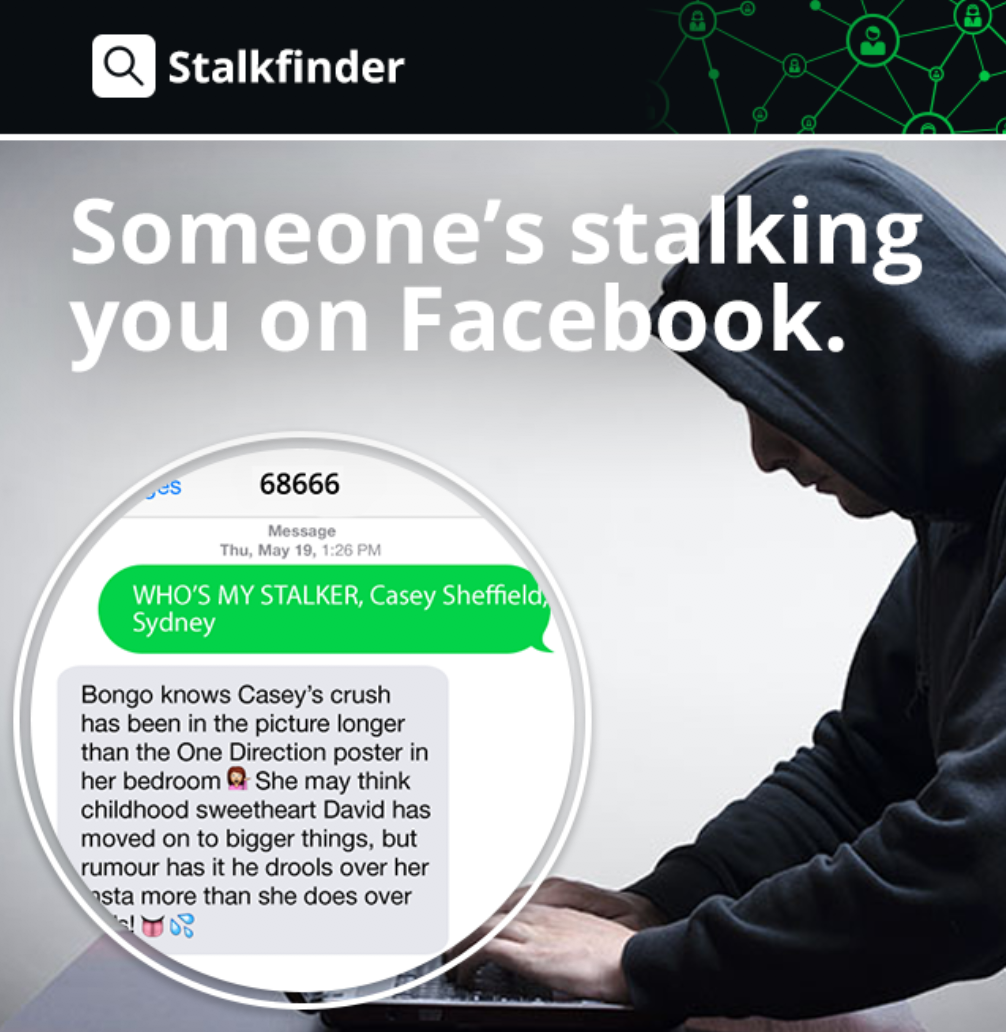 Stalkfinder
Someone's stalking
you on Facebook.
68666
Message
Thu, May 19, 1:26 PM
WHO'S MY STALKER, Casey Sheffield,
Sydney
Bongo knows Casey's crush
has been in the picture longer
than the One Direction poster in
her bedroom 💁 She may think
childhood sweetheart David has
moved on to bigger things, but
rumour has it he drools over her
more than she does over
👅💦